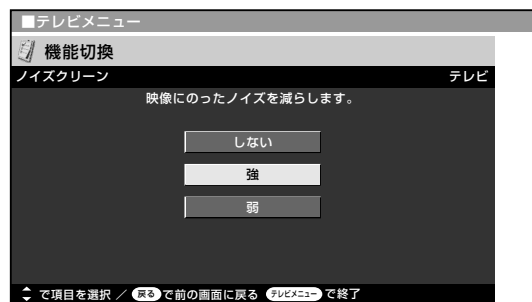 ■テレビメニュー
機能切換
ノイズクリーン テレビ
映像にのったノイズを減らします。
しない
強
弱
で項目を選択 ／ 戻る で前の画面に戻る テレビメニュー で終了